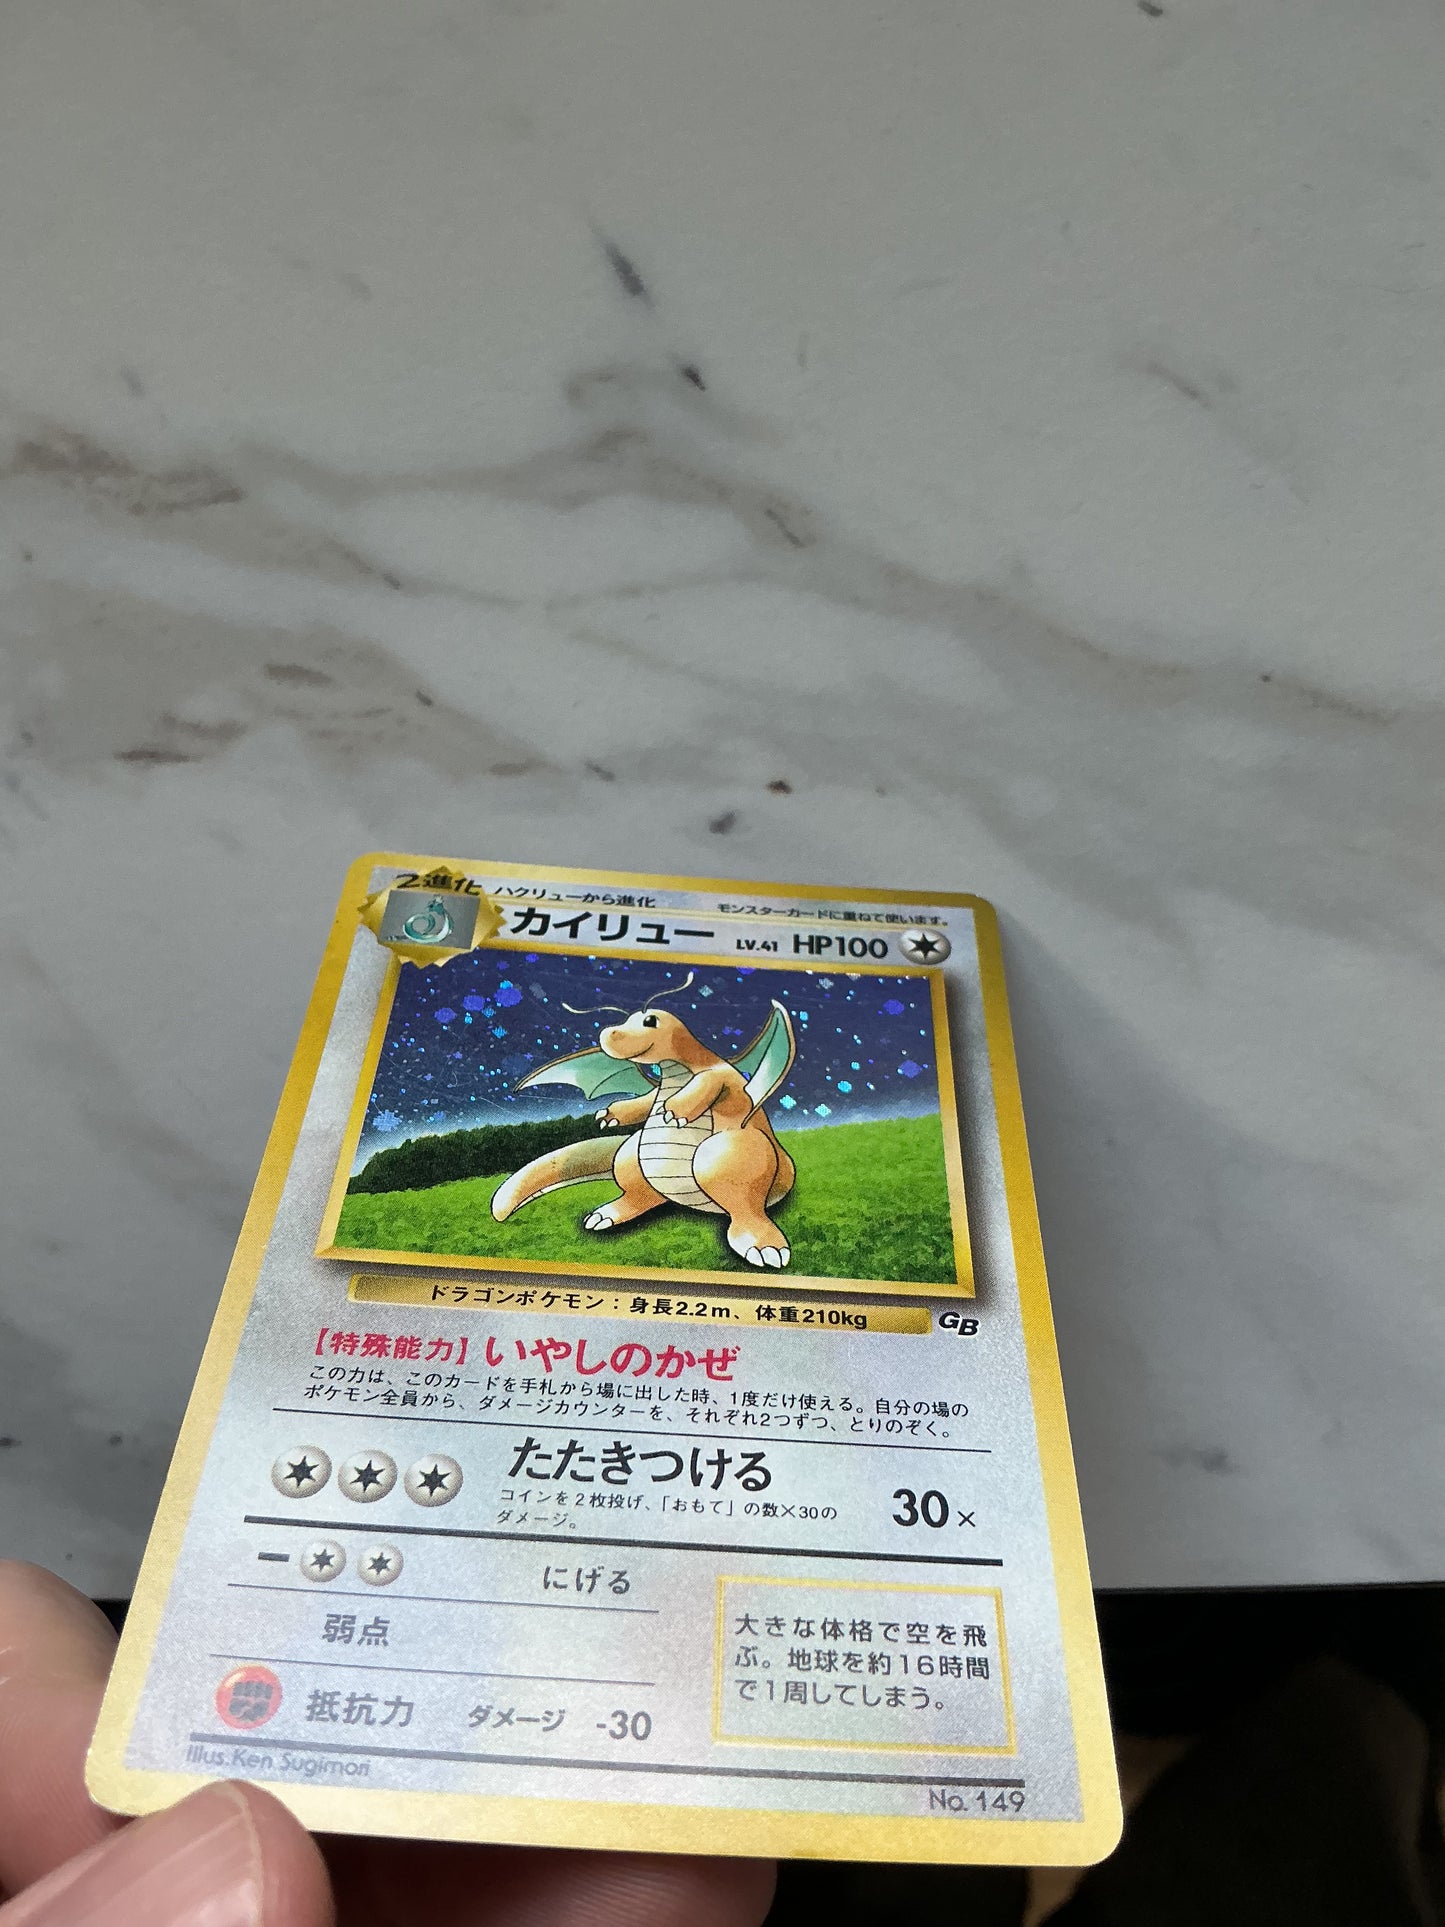 2進化 ハクリューから進化 モンスターカードに重ねて使います。
カイリュー LV.41 HP100
ドラゴンポケモン：身長2.2m、体重210kg
GB
【特殊能力】いやしのかぜ
この力は、このカードを手札から場に出した時、1度だけ使える。自分の場の
ポケモン全員から、ダメージカウンターを、それぞれ2つずつ、とりのぞく。
たたきつける 30×
コインを2枚投げ、「おもて」の数×30の
ダメージ。
にげる
弱点
抵抗力 ダメージ -30
大きな体格で空を飛
ぶ。地球を約16時間
で1周してしまう。
Illus. Ken Sugimori
No. 149